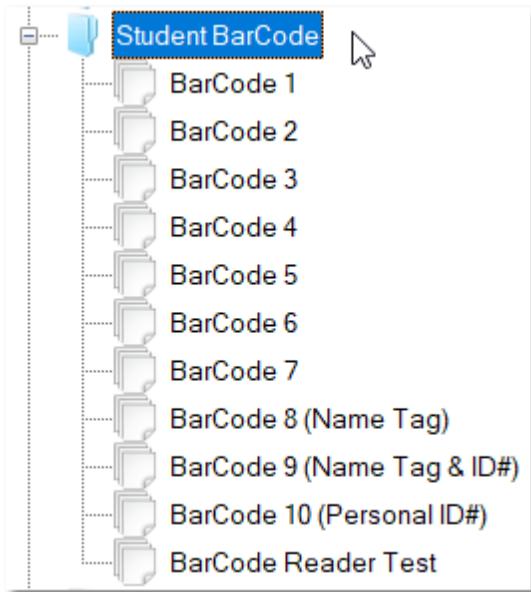 Student BarCode
BarCode 1
BarCode 2
BarCode 3
BarCode 4
BarCode 5
BarCode 6
BarCode 7
BarCode 8 (Name Tag)
BarCode 9 (Name Tag & ID#)
BarCode 10 (Personal ID#)
BarCode Reader Test